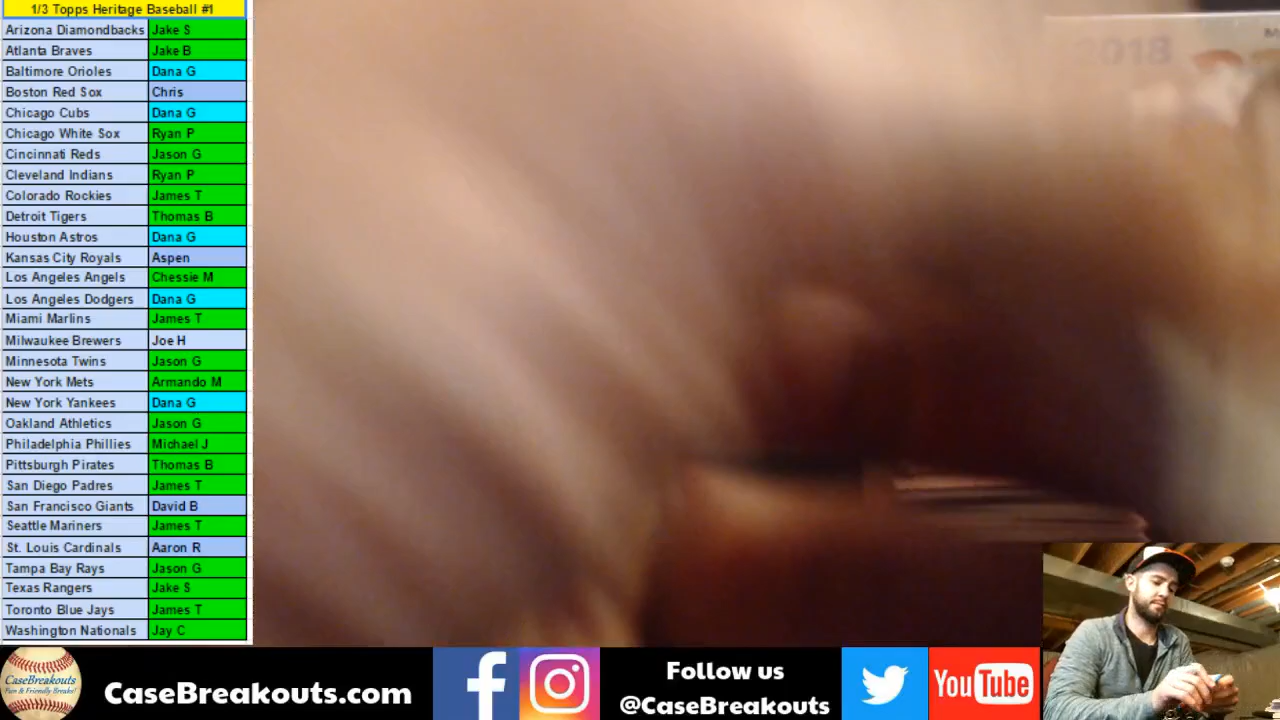 1/3 Topps Heritage Baseball #1
Arizona Diamondbacks Jake S
Atlanta Braves Jake B
Baltimore Orioles Dana G
Boston Red Sox Chris
Chicago Cubs Dana G
Chicago White Sox Ryan P
Cincinnati Reds Jason G
Cleveland Indians Ryan P
Colorado Rockies James T
Detroit Tigers Thomas B
Houston Astros Dana G
Kansas City Royals Aspen
Los Angeles Angels Chessie M
Los Angeles Dodgers Dana G
Miami Marlins James T
Milwaukee Brewers Joe H
Minnesota Twins Jason G
New York Mets Armando M
New York Yankees Dana G
Oakland Athletics Jason G
Philadelphia Phillies Michael J
Pittsburgh Pirates Thomas B
San Diego Padres James T
San Francisco Giants David B
Seattle Mariners James T
St. Louis Cardinals Aaron R
Tampa Bay Rays Jason G
Texas Rangers Jake S
Toronto Blue Jays James T
Washington Nationals Jay C
2018
CaseBreakouts
Fun & Friendly Breaks!
CaseBreakouts.com
Follow us
@CaseBreakouts
YouTube